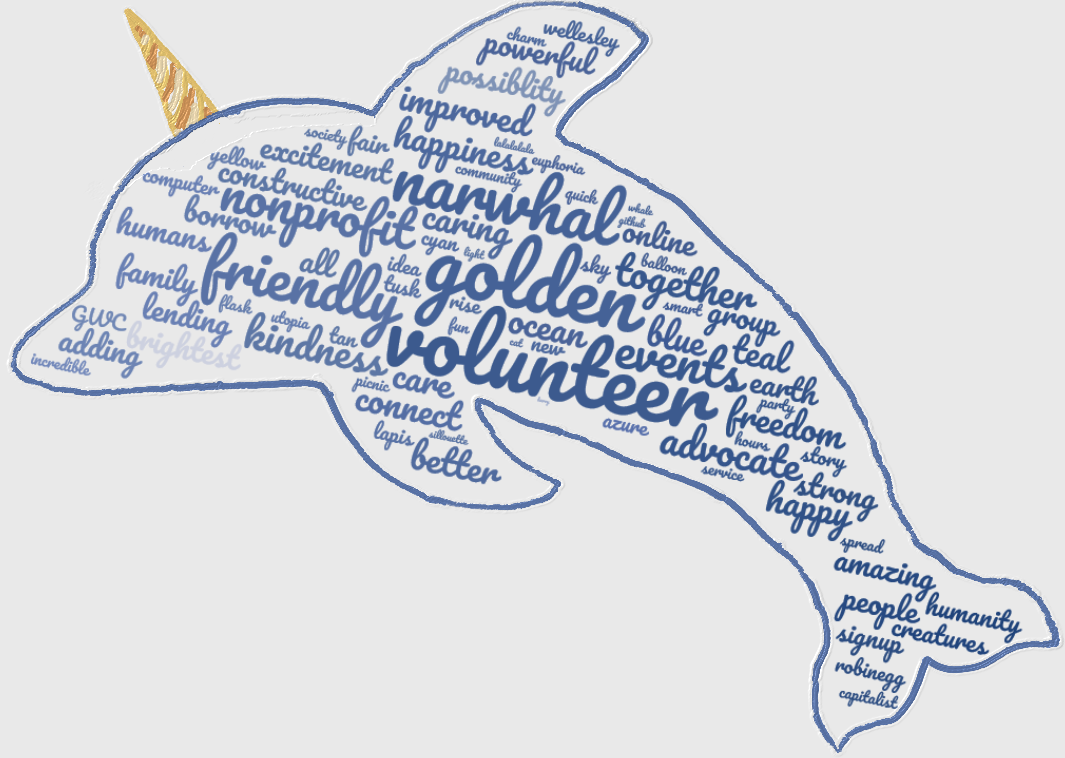 wellesley
charm
powerful
possiblity
improved
happiness
lalalalala
euphoria
society
fair
community
yellow
excitement
narwhal
quick
whale
github
computer
constructive
nonprofit
caring
online
borrow
cyan
light
humans
all
idea
golden
sky
balloon
together
family
friendly
tusk
rise
smart
group
flask
GWC
lending
utopia
tan
fun
ocean
blue
teal
adding
brightest
kindness
volunteer
cat
new
events
earth
incredible
picnic
care
party
freedom
connect
azure
hours
story
lapis
sillouette
advocate
better
service
strong
happy
spread
amazing
people
humanity
signup
creatures
robinegg
capitalist